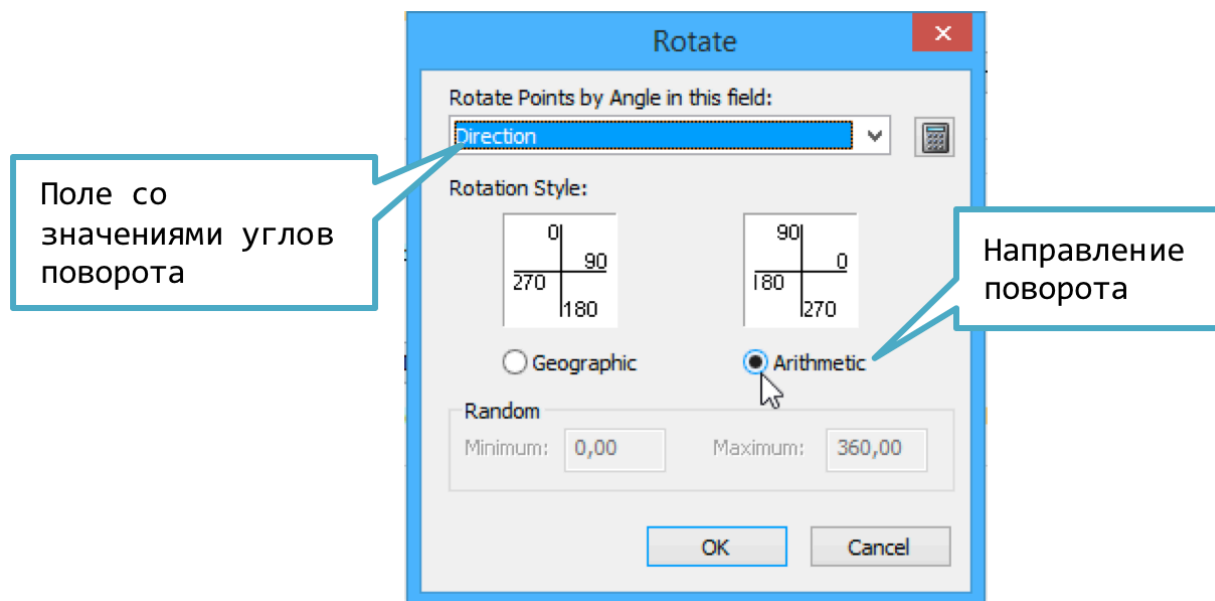 Rotate
Rotate Points by Angle in this field:
Direction
Поле со
значениями углов
поворота
Rotation Style:
0
90
270
180
90
0
180
270
Направление
поворота
Geographic
Arithmetic
Random
Minimum:
0,00
Maximum:
360,00
OK
Cancel